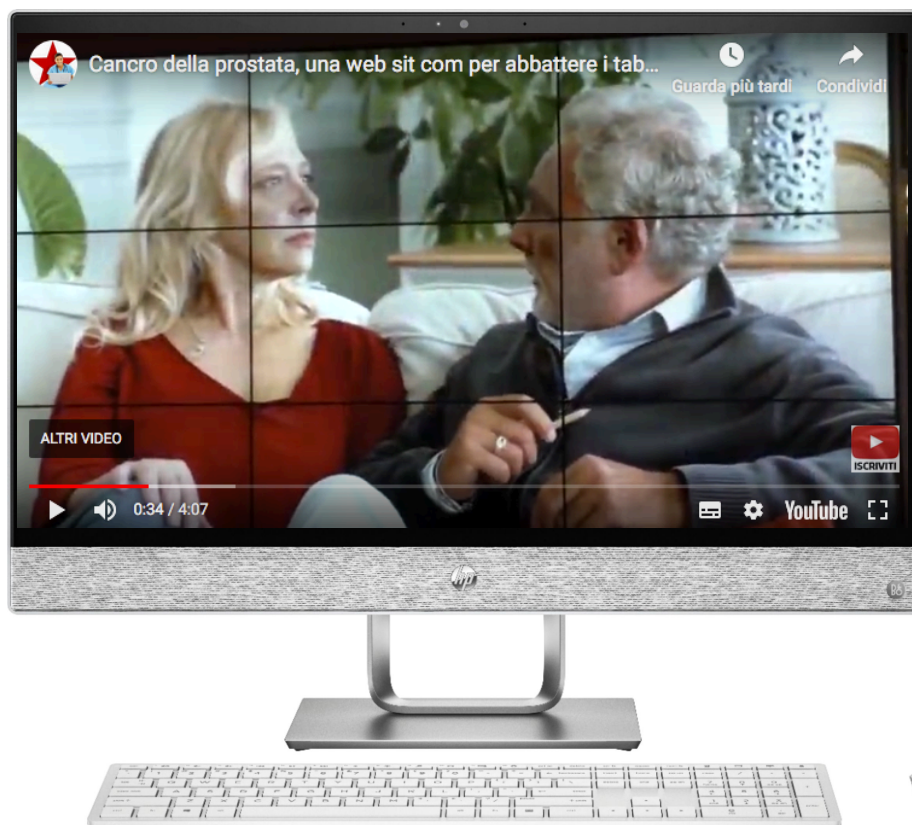 Cancro della prostata, una web sit com per abbattere i tab...
Guarda più tardi
Condividi
ALTRI VIDEO
ISCRIVITI
0:34 / 4:07
YouTube
hp